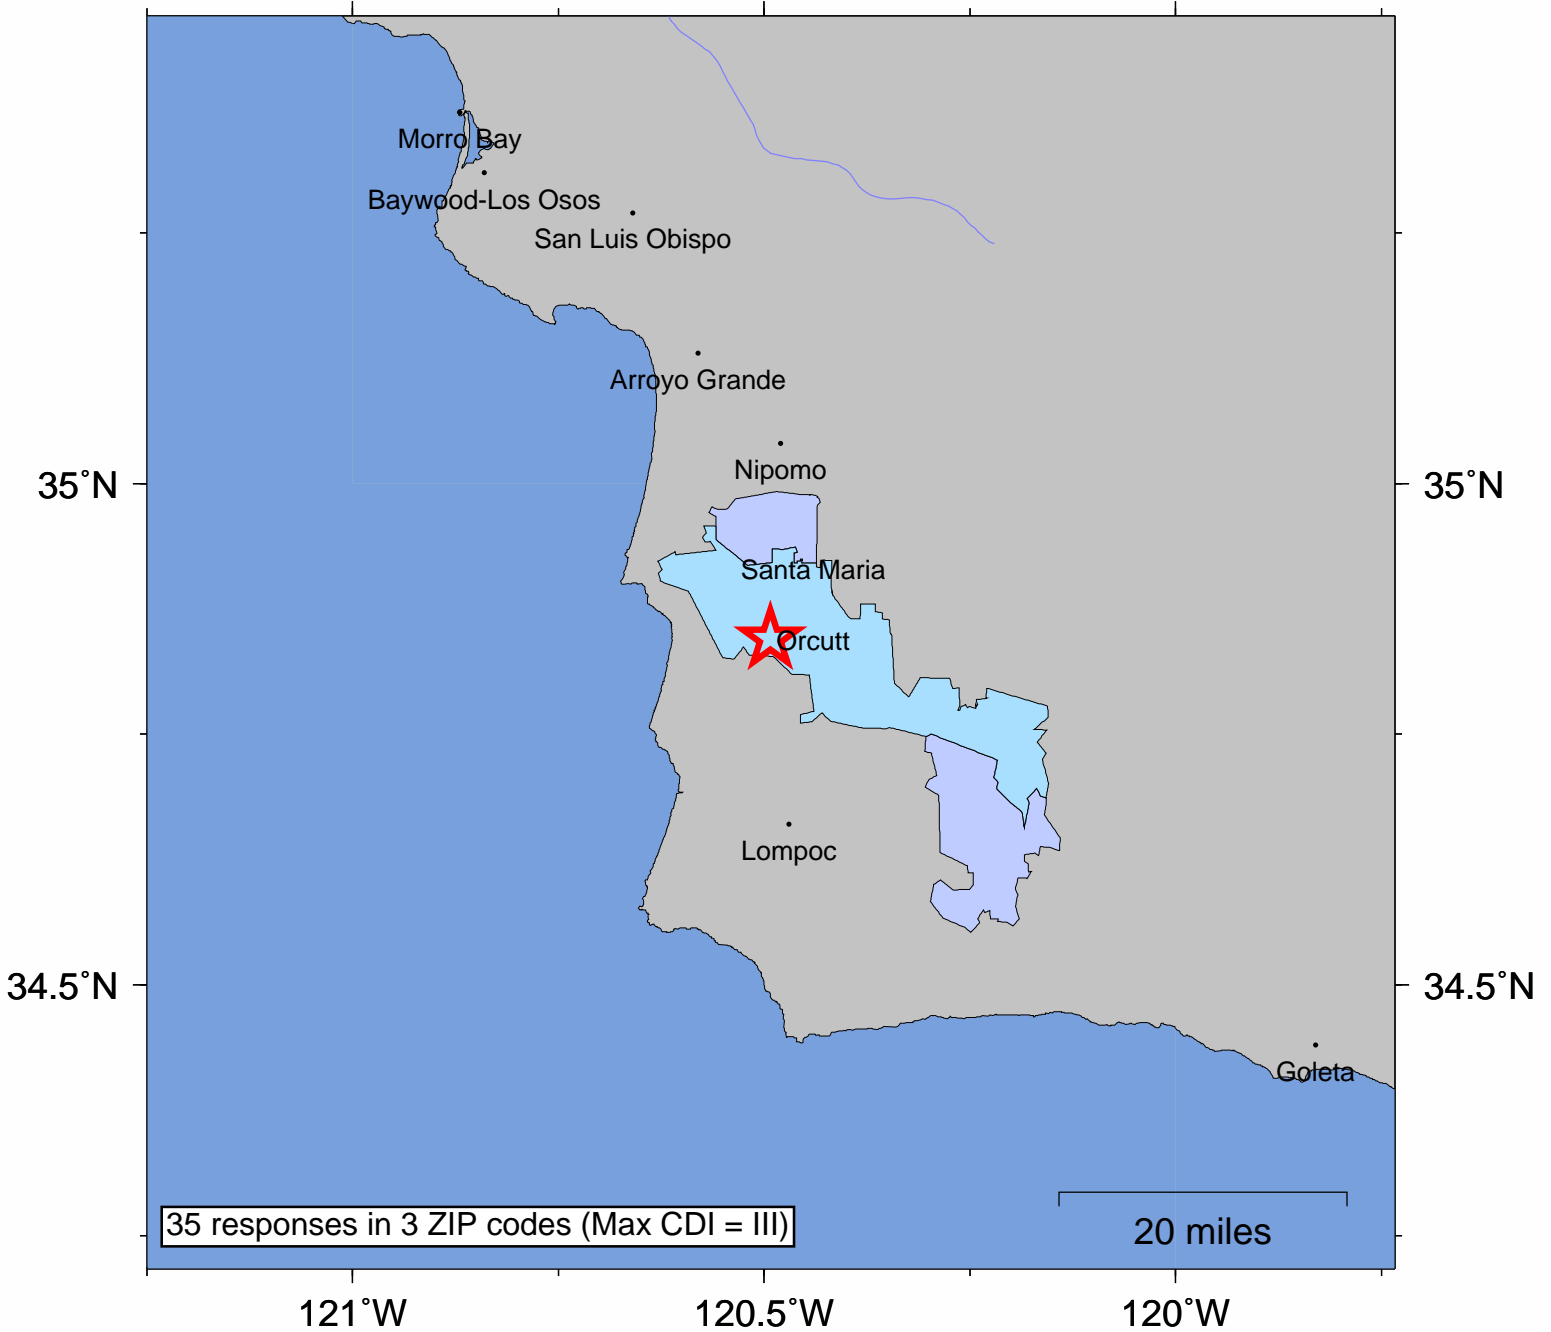 Morro Bay
Baywood-Los Osos
San Luis Obispo
Arroyo Grande
Nipomo
35°N
35°N
Santa Maria
Orcutt
Lompoc
34.5°N
34.5°N
Goleta
35 responses in 3 ZIP codes (Max CDI = III)
20 miles
121°W
120.5°W
120°W